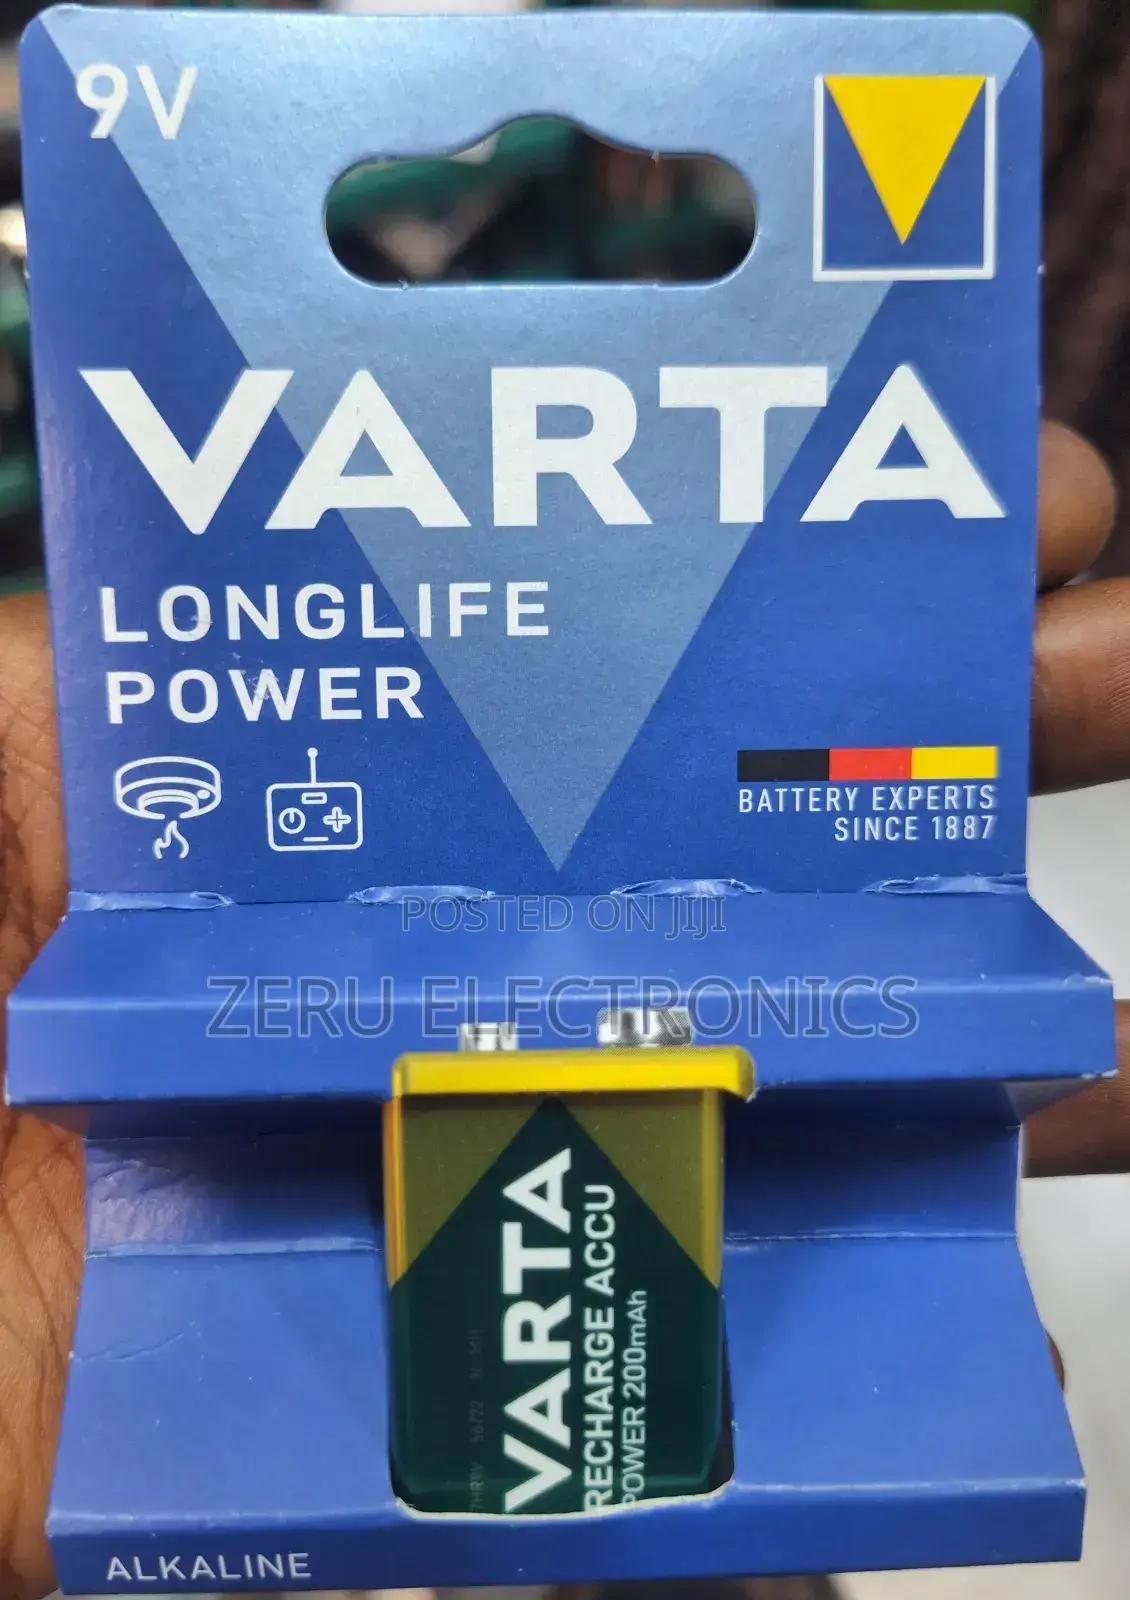 9V
VARTA
LONGLIFE
POWER
BATTERY EXPERTS
SINCE 1887
POSTED ON JIJI
ZERU ELECTRONICS
VARTA
RECHARGE ACCU
POWER 200mAh
56722
ALKALINE